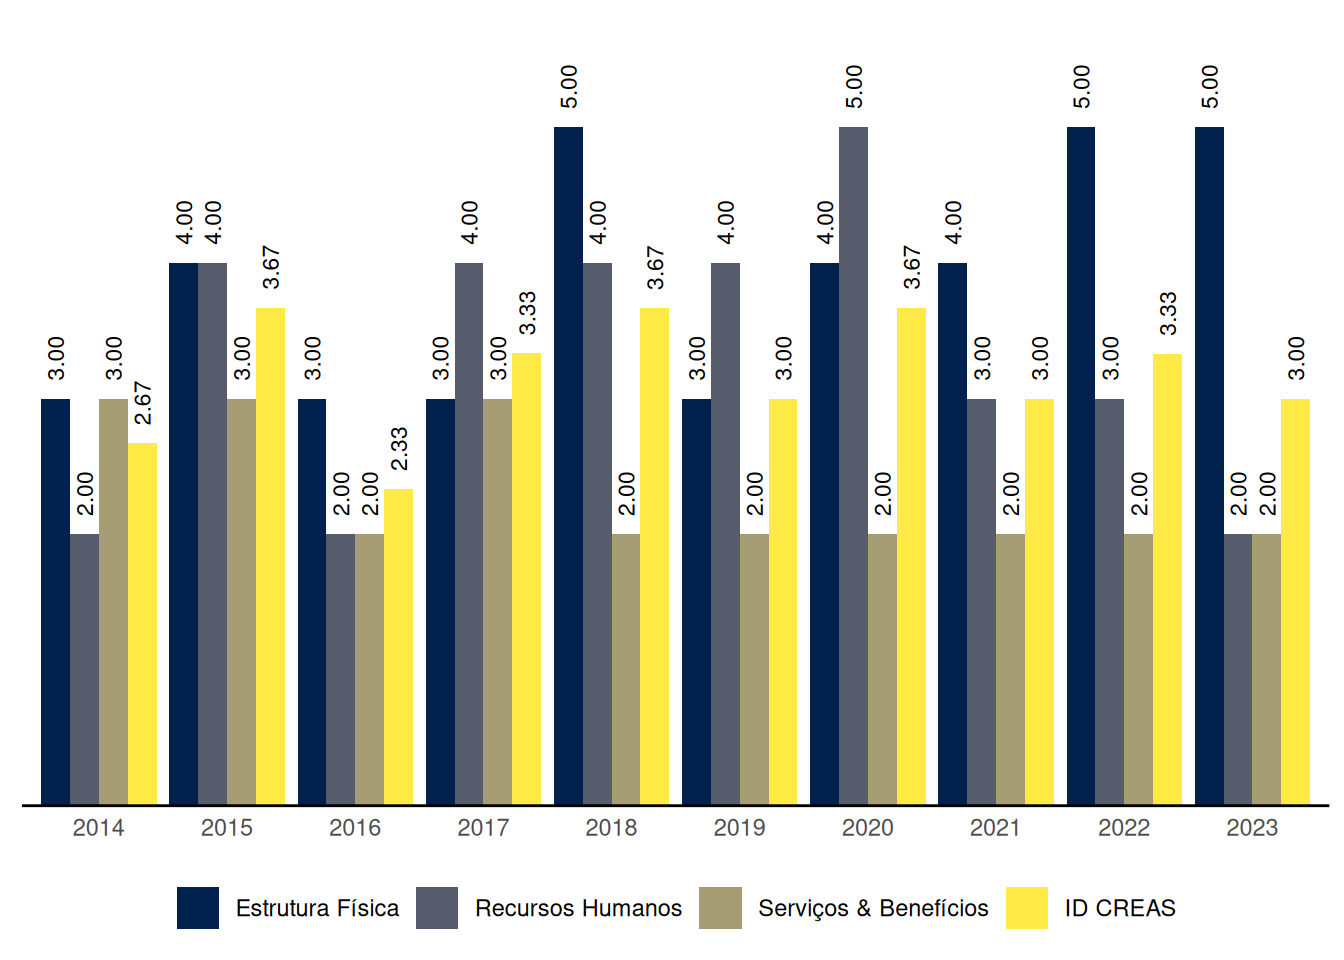 5.00 5.00 5.00 5.00
4.00 4.00 4.00 4.00 4.00 4.00 4.00
3.67 3.67 3.67
3.33 3.33
3.00 3.00 3.00 3.00 3.00 3.00 3.00 3.00 3.00 3.00 3.00 3.00
2.67
2.33
2.00 2.00 2.00 2.00 2.00 2.00 2.00 2.00 2.00 2.00
2014 2015 2016 2017 2018 2019 2020 2021 2022 2023
Estrutura Física Recursos Humanos Serviços & Benefícios ID CREAS